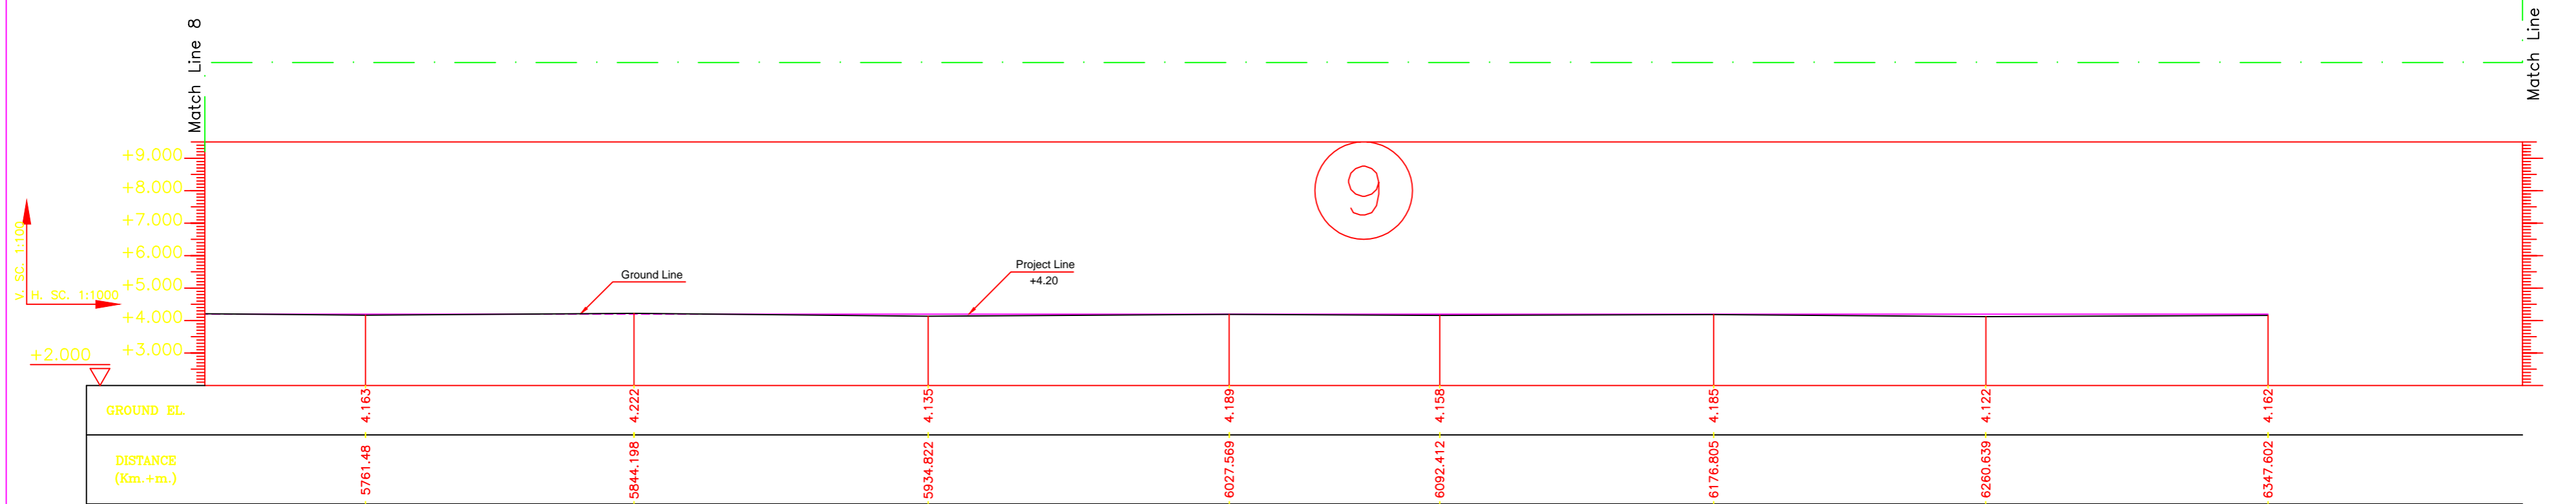 Match Line 8
Match Line
9
+9.000
+8.000
+7.000
+6.000
+5.000
+4.000
+3.000
+2.000
V. SC. 1:100
H. SC. 1:1000
Ground Line
Project Line
+4.20
GROUND EL. 4.163 4.222 4.135 4.189 4.158 4.185 4.122 4.162
DISTANCE
(Km.+m.) 5761.48 5844.198 5934.822 6027.569 6092.412 6176.805 6260.639 6347.602